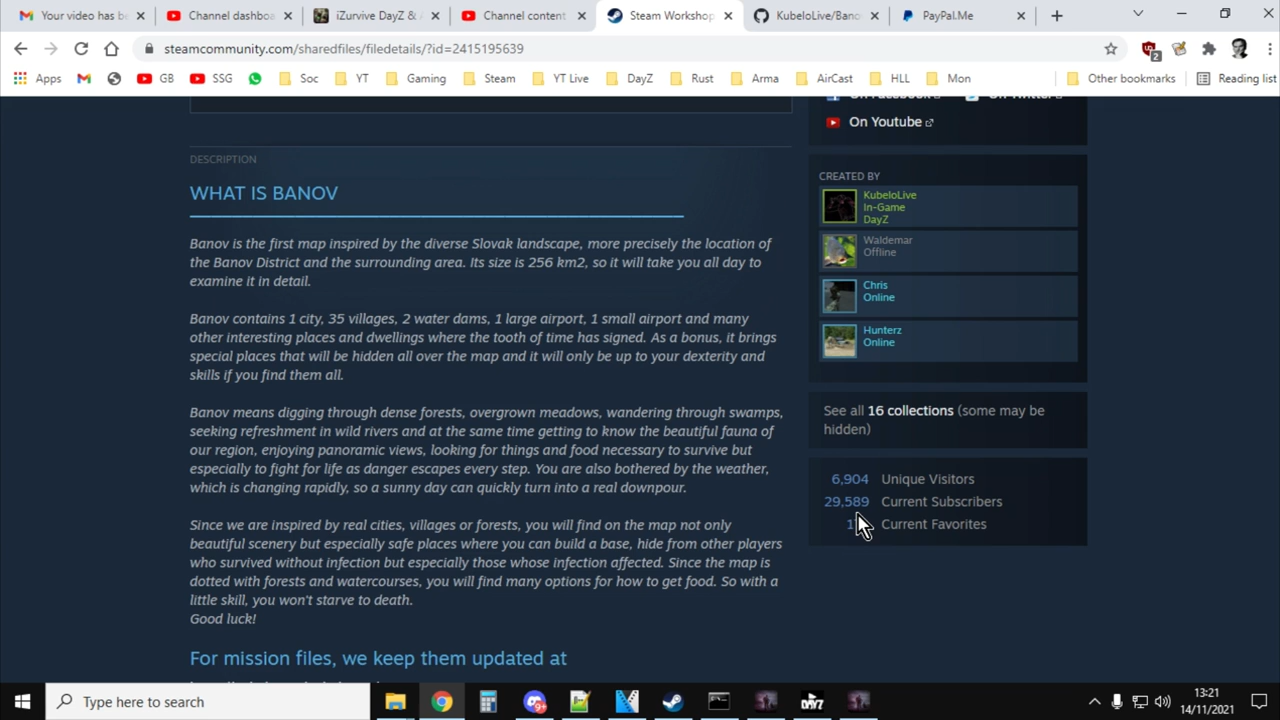 Your video has b
Channel dashboa
iZurvive DayZ &
Channel content
Steam Workshop
KubeloLive/Bano
PayPal.Me
steamcommunity.com/sharedfiles/filedetails/?id=2415195639
2
Apps
GB
SSG
Soc
YT
Gaming
Steam
YT Live
DayZ
Rust
Arma
AirCast
HLL
Mon
Other bookmarks
Reading list
On Youtube
DESCRIPTION
WHAT IS BANOV
Banov is the first map inspired by the diverse Slovak landscape, more precisely the location of
the Banov District and the surrounding area. Its size is 256 km2, so it will take you all day to
examine it in detail.
Banov contains 1 city, 35 villages, 2 water dams, 1 large airport, 1 small airport and many
other interesting places and dwellings where the tooth of time has signed. As a bonus, it brings
special places that will be hidden all over the map and it will only be up to your dexterity and
skills if you find them all.
Banov means digging through dense forests, overgrown meadows, wandering through swamps,
seeking refreshment in wild rivers and at the same time getting to know the beautiful fauna of
our region, enjoying panoramic views, looking for things and food necessary to survive but
especially to fight for life as danger escapes every step. You are also bothered by the weather,
which is changing rapidly, so a sunny day can quickly turn into a real downpour.
Since we are inspired by real cities, villages or forests, you will find on the map not only
beautiful scenery but especially safe places where you can build a base, hide from other players
who survived without infection but especially those whose infection affected. Since the map is
dotted with forests and watercourses, you will find many options for how to get food. So with a
little skill, you won't starve to death.
Good luck!
For mission files, we keep them updated at
CREATED BY
KubeloLive
In-Game
DayZ
Waldemar
Offline
Chris
Online
Hunterz
Online
See all 16 collections (some may be
hidden)
6,904 Unique Visitors
29,589 Current Subscribers
Current Favorites
Type here to search
DAYZ
13:21
14/11/2021